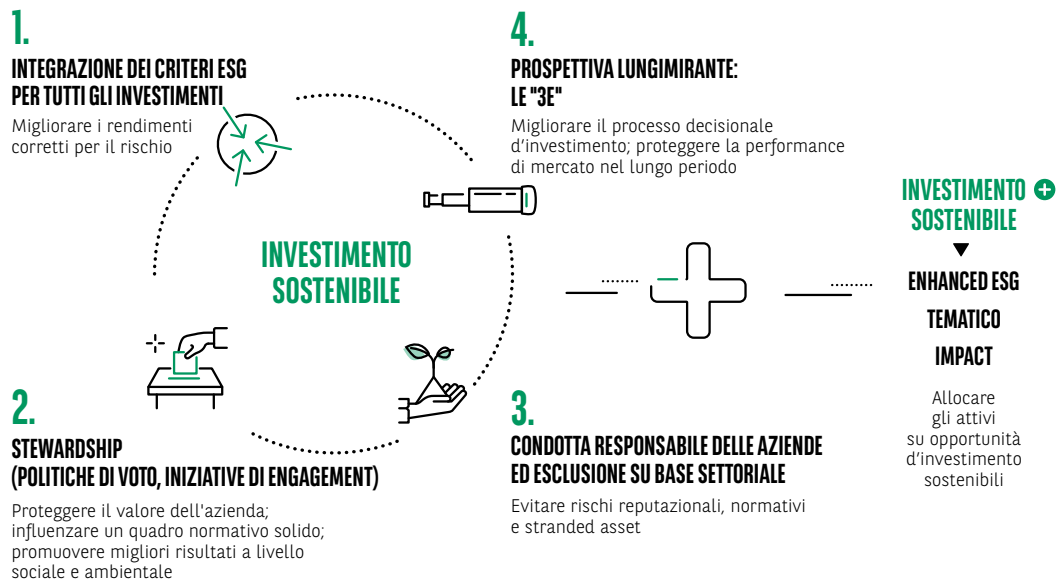 1.
INTEGRAZIONE DEI CRITERI ESG
PER TUTTI GLI INVESTIMENTI
Migliorare i rendimenti
corretti per il rischio
4.
PROSPETTIVA LUNGIMIRANTE:
LE "3E"
Migliorare il processo decisionale
d’investimento; proteggere la performance
di mercato nel lungo periodo
INVESTIMENTO
SOSTENIBILE
2.
STEWARDSHIP
(POLITICHE DI VOTO, INIZIATIVE DI ENGAGEMENT)
Proteggere il valore dell'azienda;
influenzare un quadro normativo solido;
promuovere migliori risultati a livello
sociale e ambientale
3.
CONDOTTA RESPONSABILE DELLE AZIENDE
ED ESCLUSIONE SU BASE SETTORIALE
Evitare rischi reputazionali, normativi
e stranded asset
INVESTIMENTO +
SOSTENIBILE
ENHANCED ESG
TEMATICO
IMPACT
Allocare
gli attivi
su opportunità
d’investimento
sostenibili